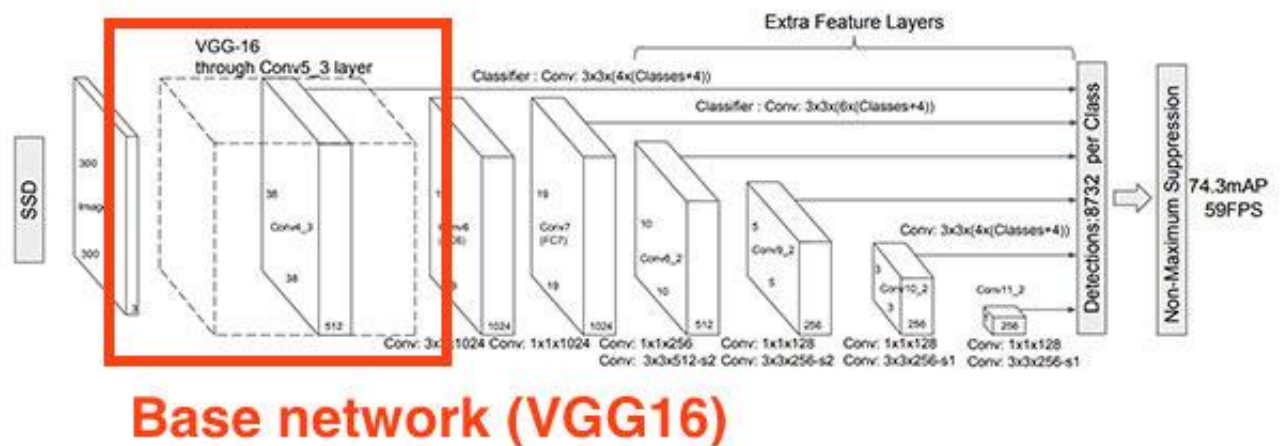 Extra Feature Layers
VGG-16
through Conv5_3 layer
Classifier : Conv: 3x3x(4x(Classes+4))
Classifier : Conv: 3x3x(6x(Classes+4))
SSD
300
Image
300
3
38
Conv4_3
38
512
1024
19
Conv7
(FC7)
19
1024
10
10
512
5
Conv9_2
5
256
Conv: 3x3x(4x(Classes+4))
3
Conv10_2
3
256
Conv11_2
256
Detections:8732 per Class
Non-Maximum Suppression
74.3mAP
59FPS
Conv: 1x1x1024
Conv: 1x1x256
Conv: 3x3x512-s2
Conv: 1x1x128
Conv: 3x3x256-s2
Conv: 1x1x128
Conv: 3x3x256-s1
Conv: 1x1x128
Conv: 3x3x256-s1
Base network (VGG16)